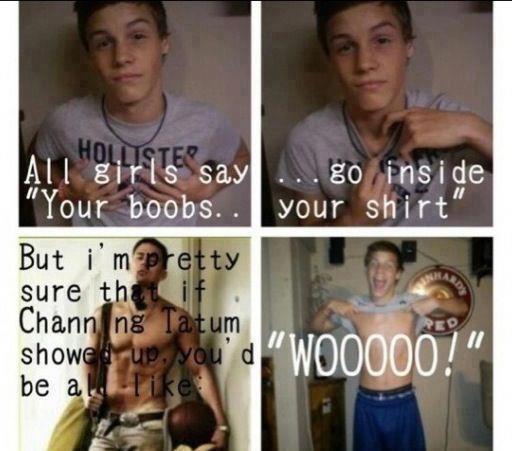 HOLLISTER
All girls say
"Your boobs..
...go inside
your shirt"
But i'm pretty
sure that if
Channing Tatum
showed up, you'd
be all like:
"WOOOOO!"
RED